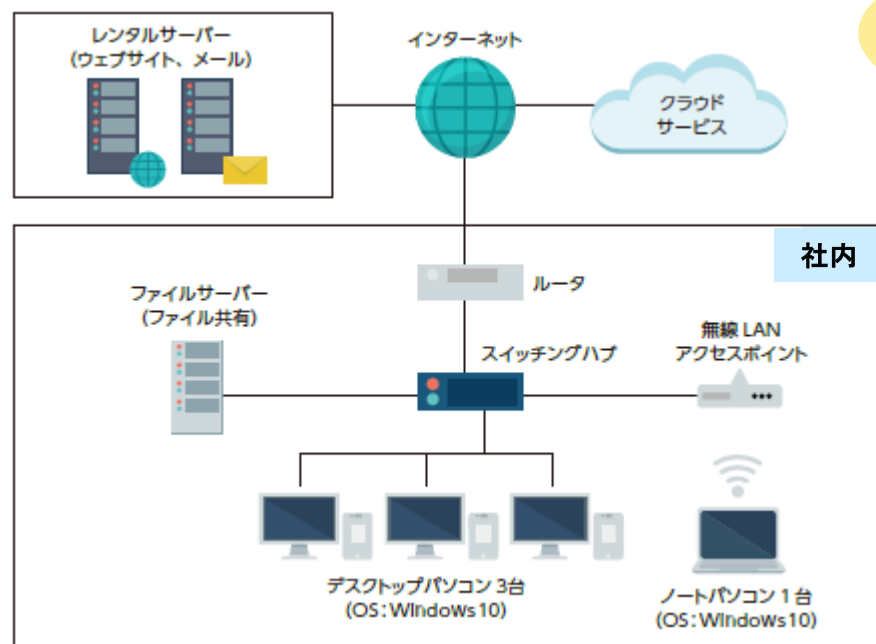 レンタルサーバー
(ウェブサイト、メール)
インターネット
クラウド
サービス
社内
ルータ
ファイルサーバー
(ファイル共有)
スイッチングハブ
無線 LAN
アクセスポイント
デスクトップパソコン 3台
(OS:Windows10)
ノートパソコン 1 台
(OS:Windows10)